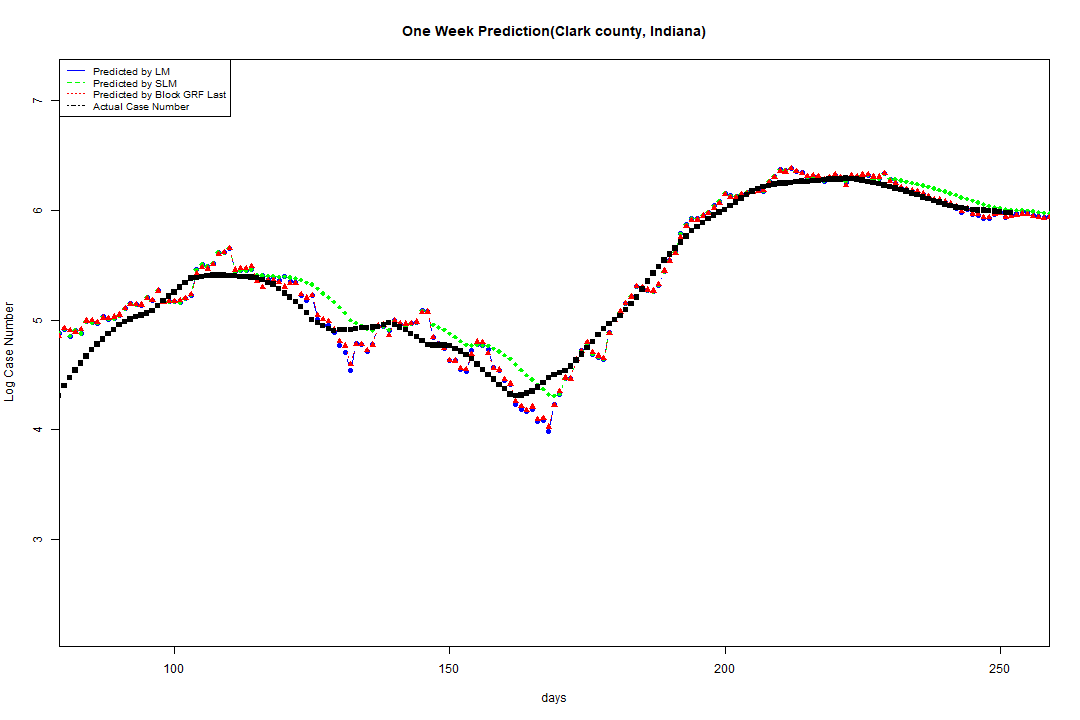 One Week Prediction(Clark county, Indiana)
Predicted by LM
Predicted by SLM
Predicted by Block GRF Last
Actual Case Number
7
6
5
4
3
Log Case Number
100
150
200
250
days